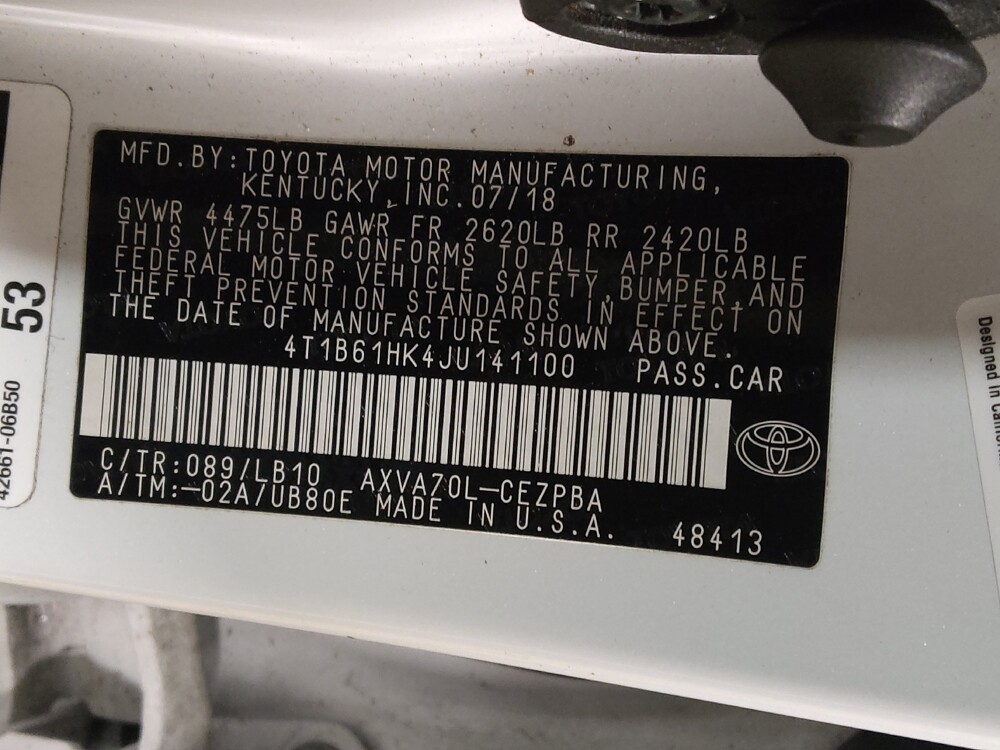 MFD.BY:TOYOTA MOTOR MANUFACTURING,
KENTUCKY, INC. 07/18
GVWR 4475LB GAWR FR 2620LB RR 2420LB
THIS VEHICLE CONFORMS TO ALL APPLICABLE
FEDERAL MOTOR VEHICLE SAFETY, BUMPER, AND
THEFT PREVENTION STANDARDS IN EFFECT ON
THE DATE OF MANUFACTURE SHOWN ABOVE.
4T1B61HK4JU141100 PASS.CAR
C/TR:089/LB10 AXVA70L-CEZPBA
A/TM:-02A/UB80E MADE IN U.S.A. 48413
53
42661-06B50
Designed in